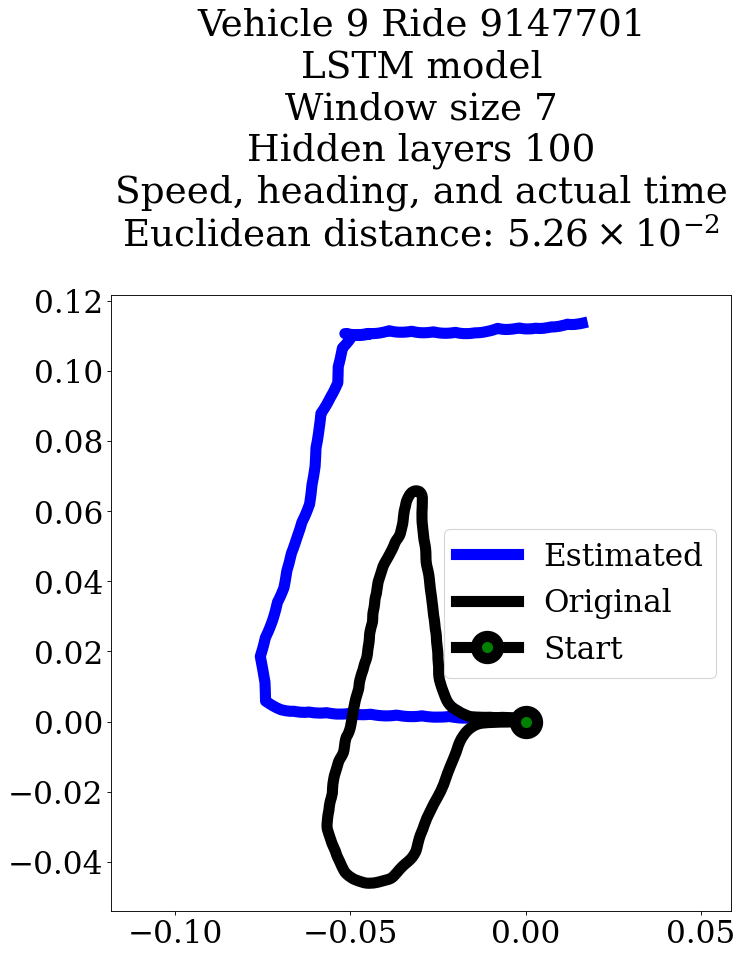 Vehicle 9 Ride 9147701
LSTM model
Window size 7
Hidden layers 100
Speed, heading, and actual time
Euclidean distance: 5.26 × 10⁻²
0.12
0.10
0.08
0.06
0.04
0.02
0.00
−0.02
−0.04
Estimated
Original
Start
−0.10 −0.05 0.00 0.05